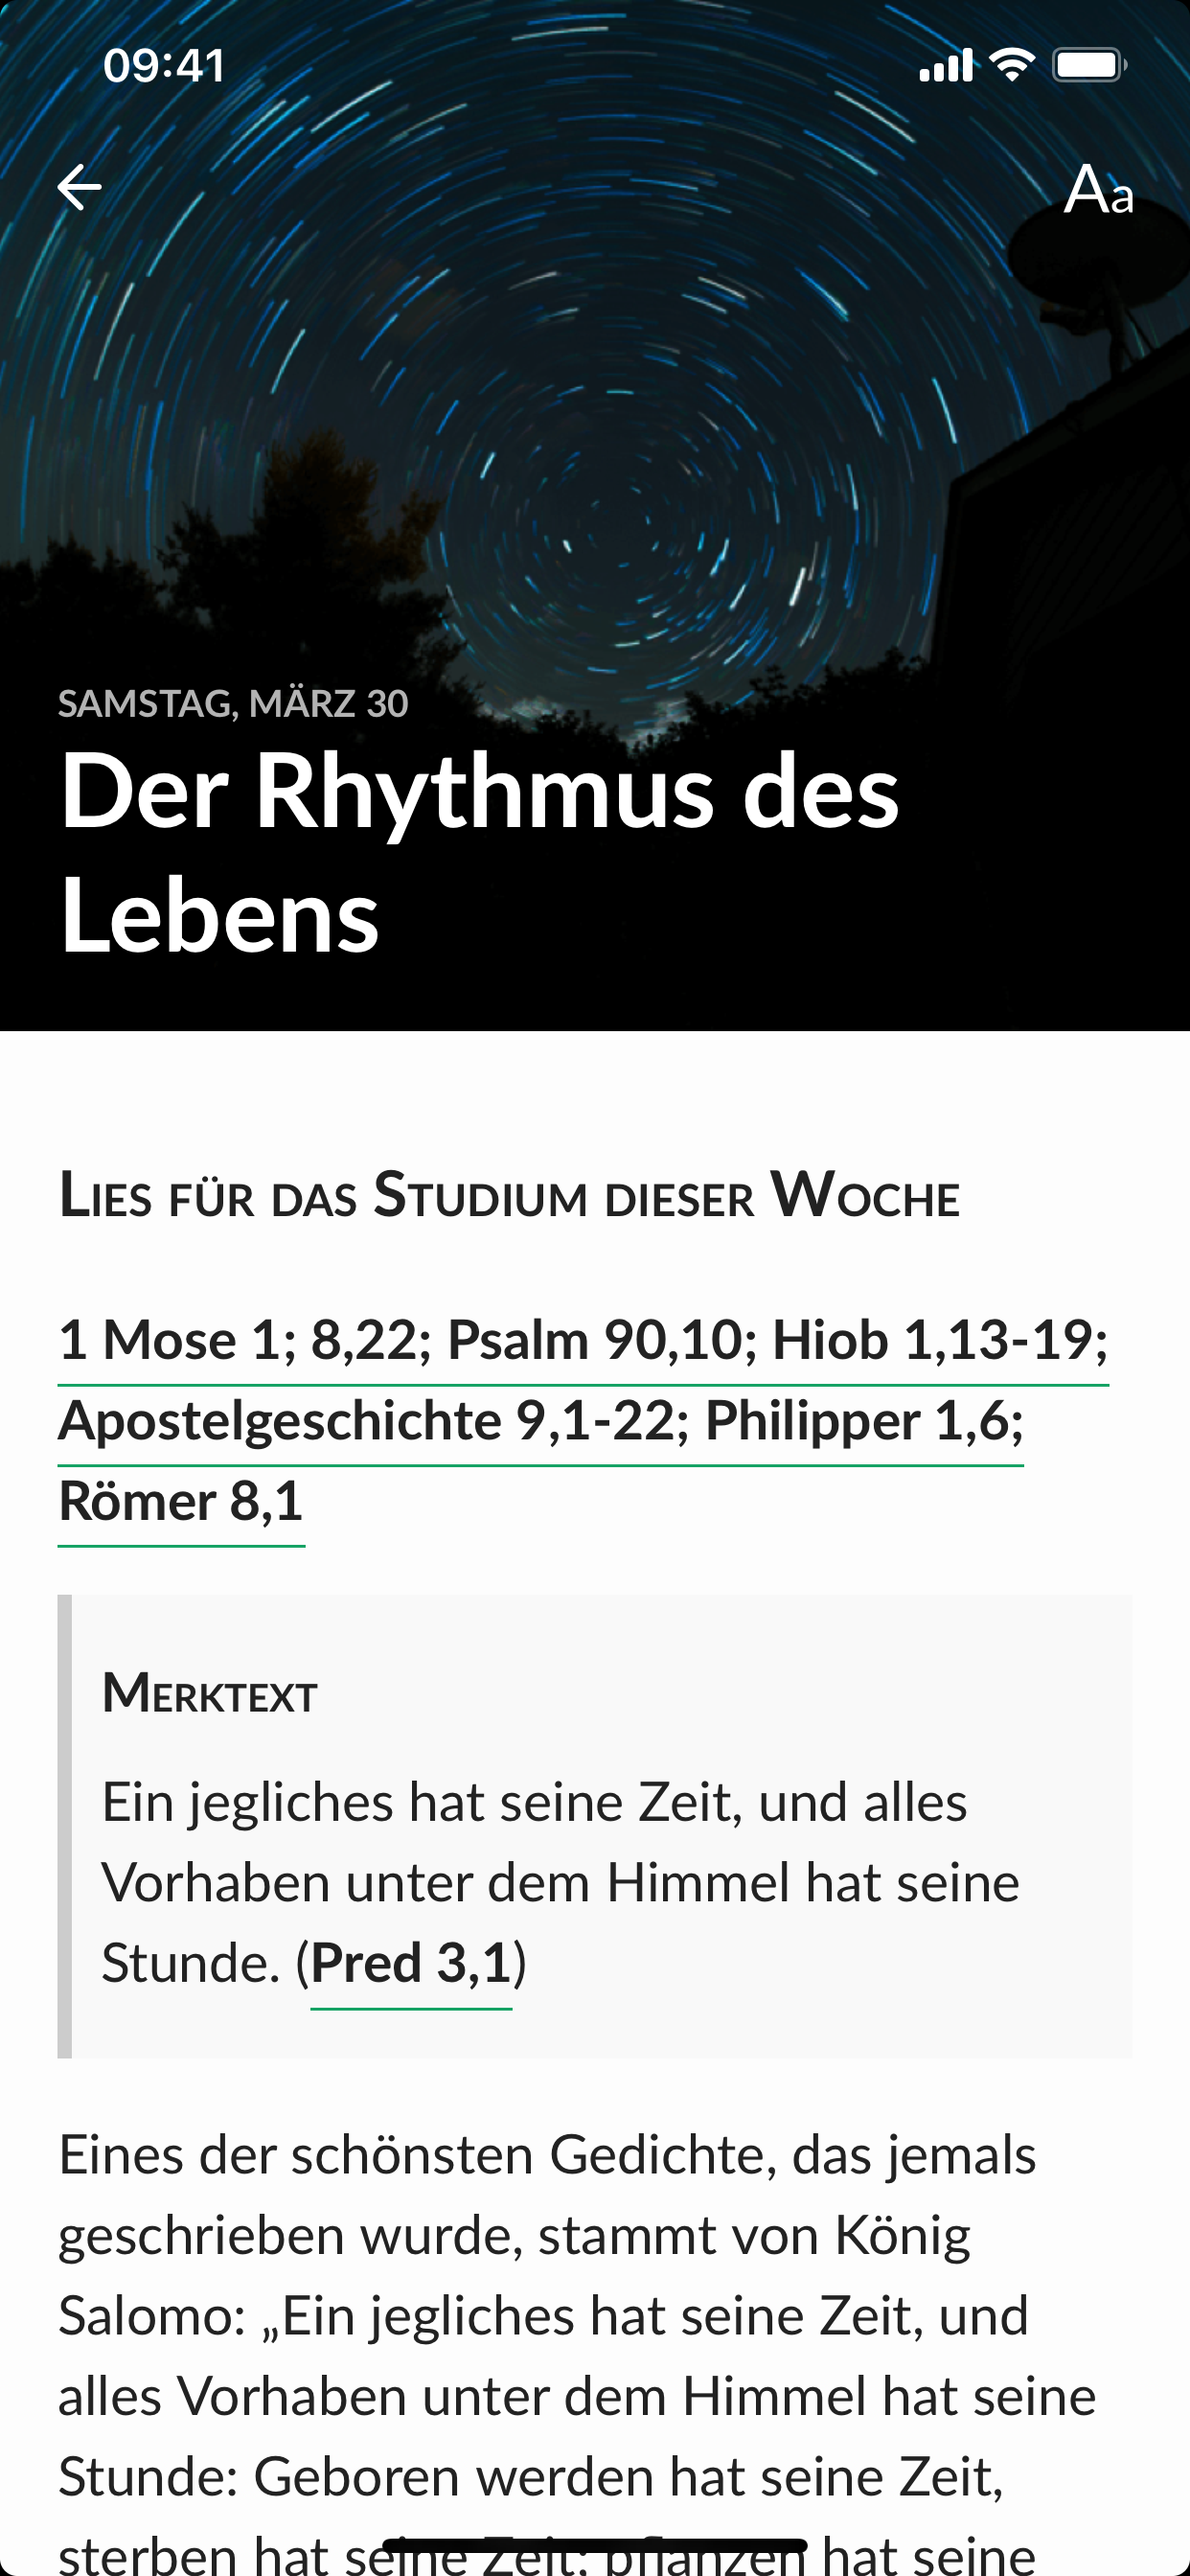 09:41
Aa
SAMSTAG, MÄRZ 30
Der Rhythmus des
Lebens
Lies für das Studium dieser Woche
1 Mose 1; 8,22; Psalm 90,10; Hiob 1,13-19;
Apostelgeschichte 9,1-22; Philipper 1,6;
Römer 8,1
Merktext
Ein jegliches hat seine Zeit, und alles
Vorhaben unter dem Himmel hat seine
Stunde. (Pred 3,1)
Eines der schönsten Gedichte, das jemals
geschrieben wurde, stammt von König
Salomo: „Ein jegliches hat seine Zeit, und
alles Vorhaben unter dem Himmel hat seine
Stunde: Geboren werden hat seine Zeit,
sterben hat seine Zeit; pflanzen hat seine